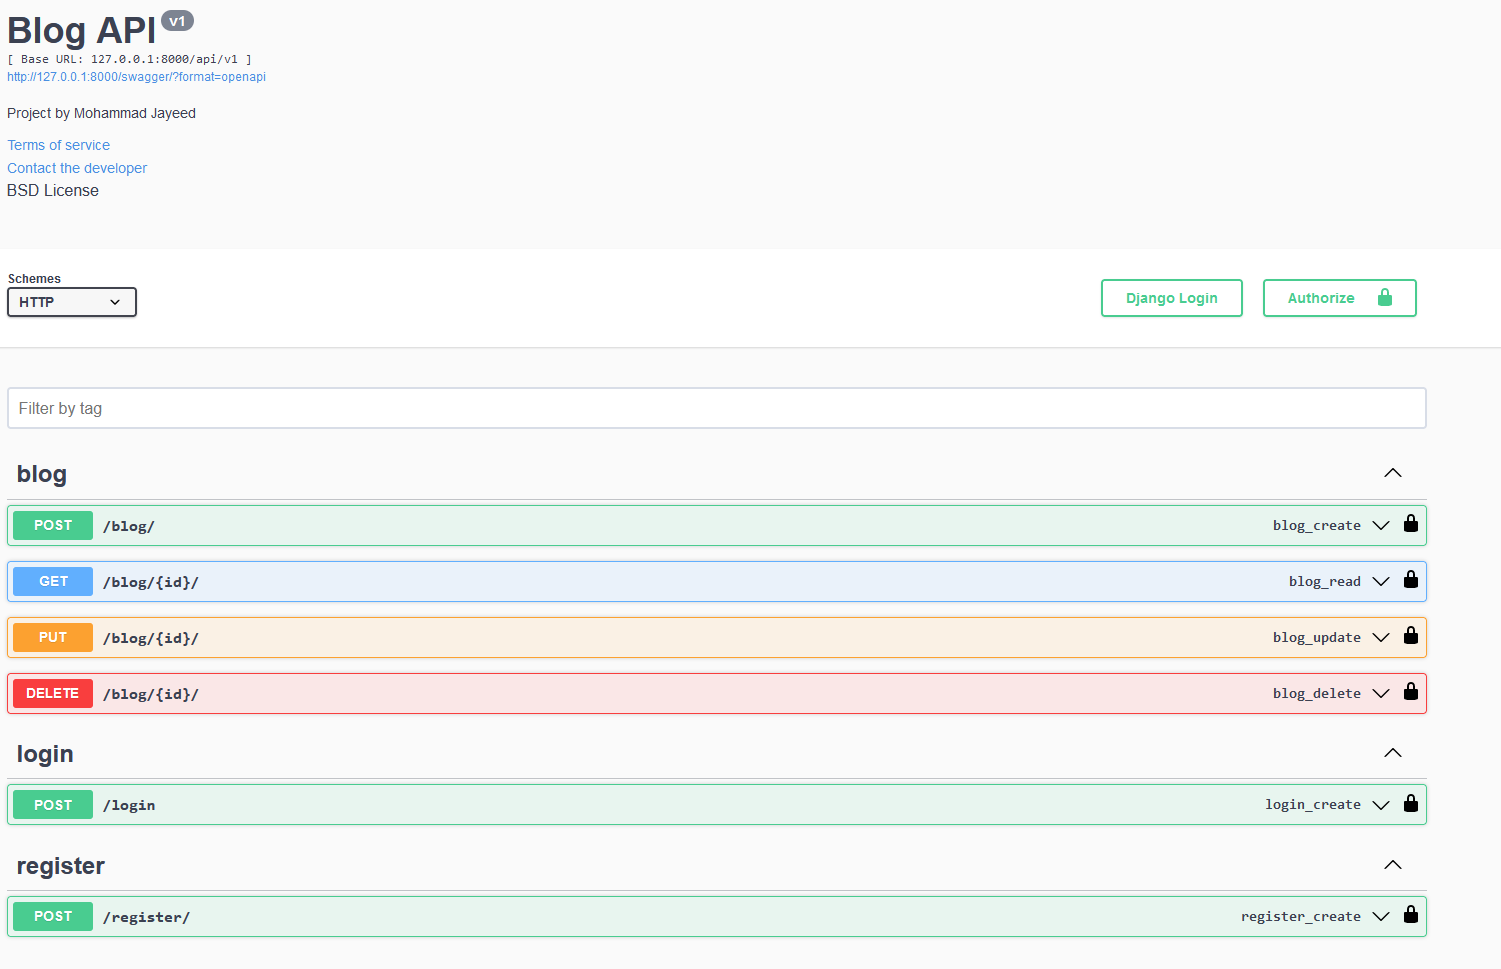 Blog API v1
[ Base URL: 127.0.0.1:8000/api/v1 ]
http://127.0.0.1:8000/swagger/?format=openapi
Project by Mohammad Jayeed
Terms of service
Contact the developer
BSD License
Schemes
HTTP
Django Login
Authorize
Filter by tag
blog
POST /blog/ blog_create
GET /blog/{id}/ blog_read
PUT /blog/{id}/ blog_update
DELETE /blog/{id}/ blog_delete
login
POST /login login_create
register
POST /register/ register_create